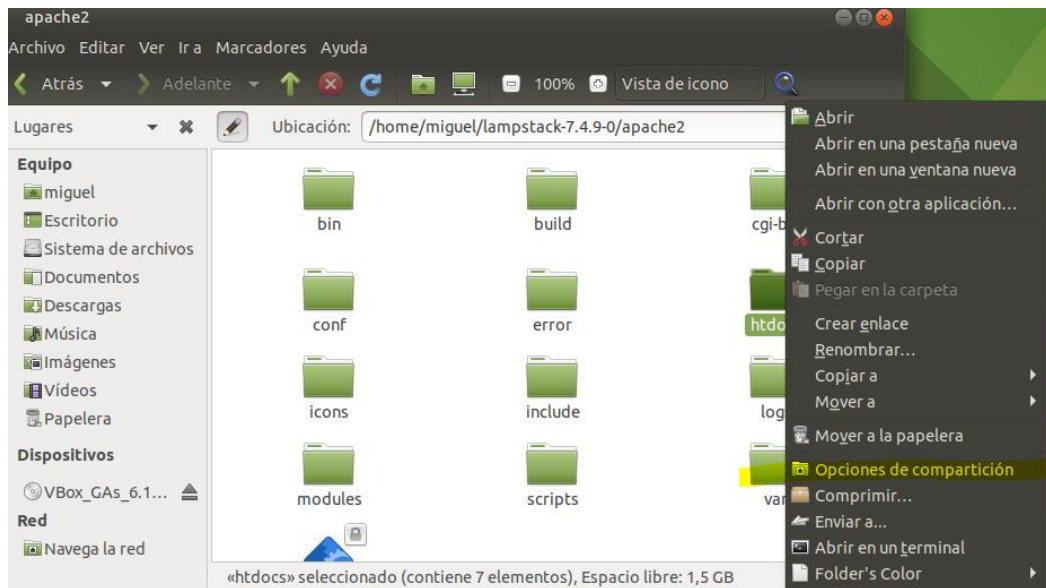 apache2
Archivo Editar Ver Ir a Marcadores Ayuda
Atrás Adelante 100% Vista de icono
Lugares
Ubicación: /home/miguel/lampstack-7.4.9-0/apache2
Equipo
miguel
Escritorio
Sistema de archivos
Documentos
Descargas
Música
Imágenes
Vídeos
Papelera
Dispositivos
VBox_GAs_6.1...
Red
Navega la red
bin build cgi-b
conf error htdo
icons include log
modules scripts var
«htdocs» seleccionado (contiene 7 elementos), Espacio libre: 1,5 GB
Abrir
Abrir en una pestaña nueva
Abrir en una ventana nueva
Abrir con otra aplicación...
Cortar
Copiar
Pegar en la carpeta
Crear enlace
Renombrar...
Copiar a
Mover a
Mover a la papelera
Opciones de compartición
Comprimir...
Enviar a...
Abrir en un terminal
Folder's Color